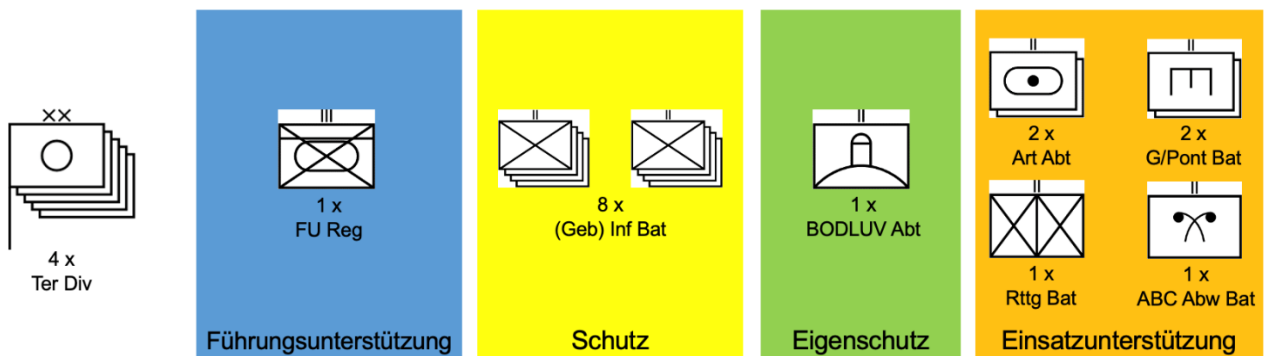 4 x
Ter Div
1 x
FU Reg
Führungsunterstützung
8 x
(Geb) Inf Bat
Schutz
1 x
BODLUV Abt
Eigenschutz
2 x
Art Abt
2 x
G/Pont Bat
1 x
Rttg Bat
1 x
ABC Abw Bat
Einsatzunterstützung